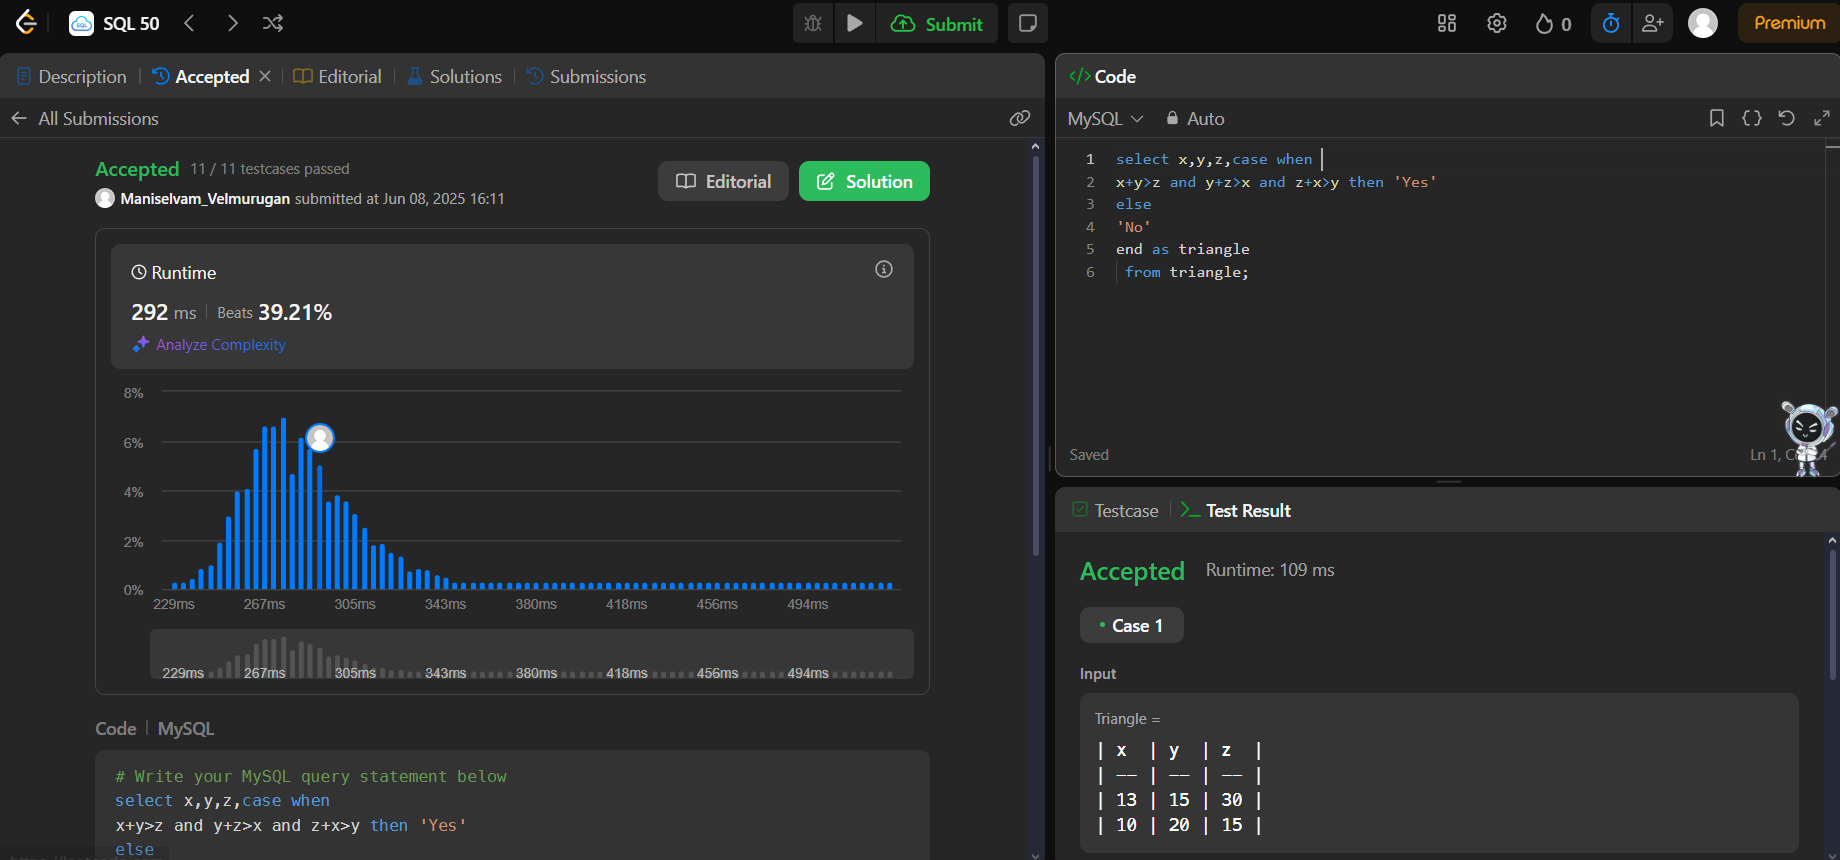 SQL 50
Submit
0
Premium
Description
Accepted
Editorial
Solutions
Submissions
All Submissions
Accepted 11 / 11 testcases passed
Maniselvam_Velmurugan submitted at Jun 08, 2025 16:11
Editorial
Solution
Runtime
292 ms Beats 39.21%
Analyze Complexity
8%
6%
4%
2%
0%
229ms 267ms 305ms 343ms 380ms 418ms 456ms 494ms
229ms 267ms 305ms 343ms 380ms 418ms 456ms 494ms
Code | MySQL
# Write your MySQL query statement below
select x,y,z,case when
x+y>z and y+z>x and z+x>y then 'Yes'
else
</> Code
MySQL Auto
1 select x,y,z,case when
2 x+y>z and y+z>x and z+x>y then 'Yes'
3 else
4 'No'
5 end as triangle
6 from triangle;
Saved
Ln 1,
Testcase
Test Result
Accepted Runtime: 109 ms
Case 1
Input
Triangle =
| x | y | z |
| -- | -- | -- |
| 13 | 15 | 30 |
| 10 | 20 | 15 |